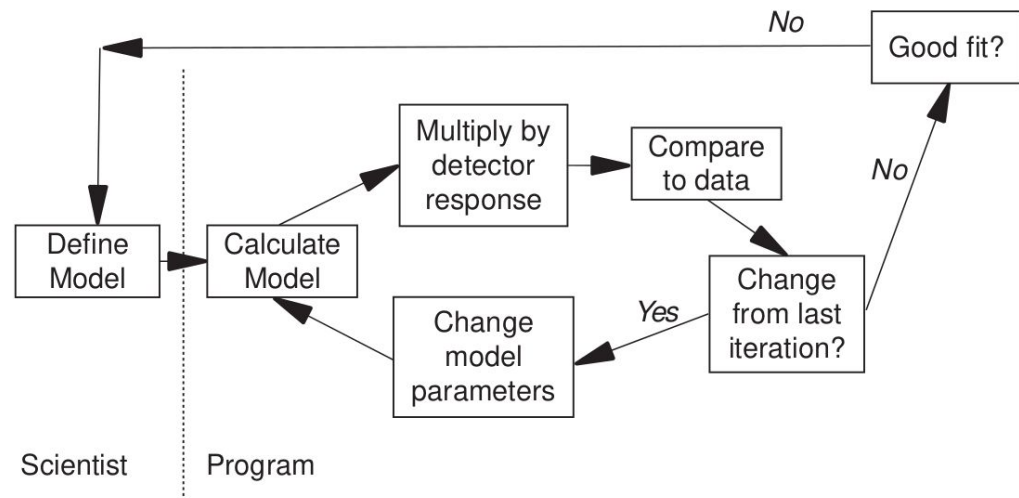 No
Good fit?
Multiply by
detector
response
Compare
to data
No
Define
Model
Calculate
Model
Change
from last
iteration?
Yes
Change
model
parameters
Scientist
Program